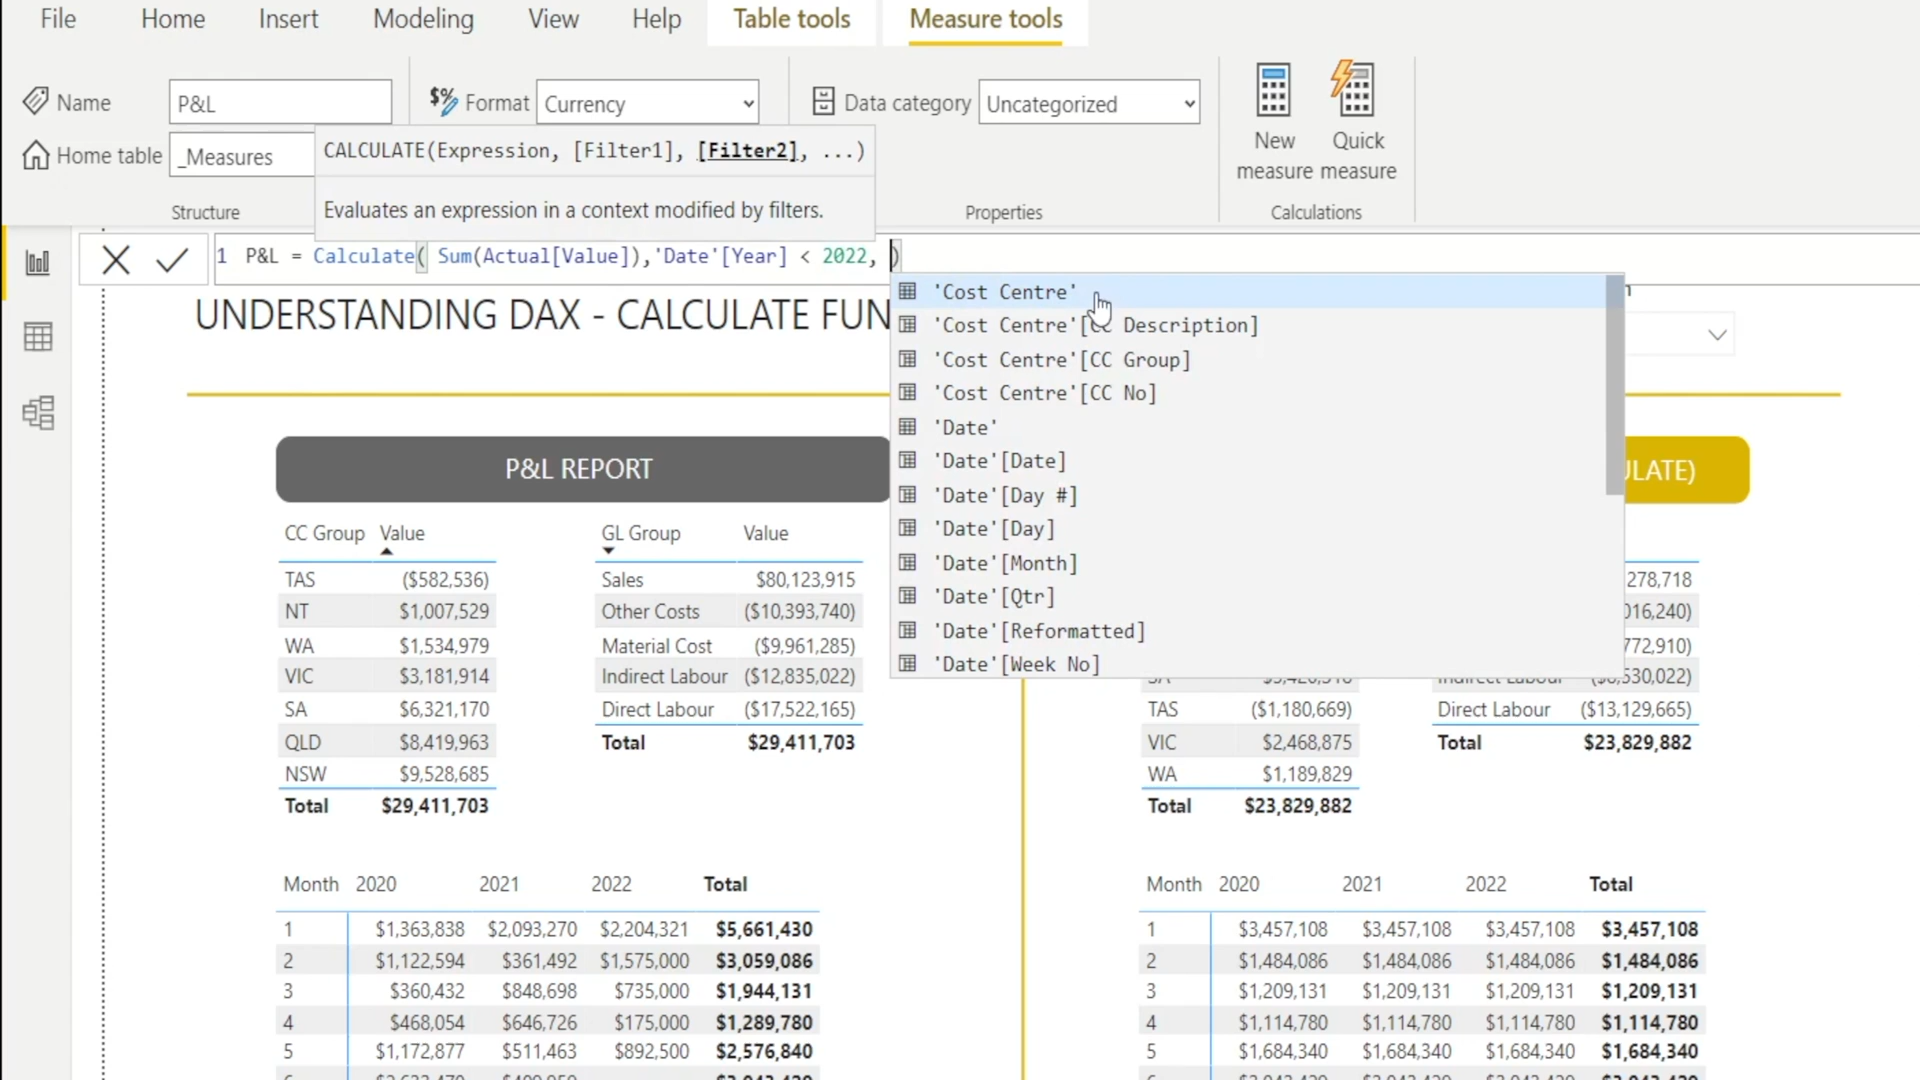 File Home Insert Modeling View Help Table tools Measure tools
Name P&L $% Format Currency Data category Uncategorized
New measure Quick measure
Home table _Measures
CALCULATE(Expression, [Filter1], [Filter2], ...)
Evaluates an expression in a context modified by filters.
Structure Properties Calculations
1 P&L = Calculate( Sum(Actual[Value]),'Date'[Year] < 2022, )
UNDERSTANDING DAX - CALCULATE FUN
'Cost Centre'
'Cost Centre'[CC Description]
'Cost Centre'[CC Group]
'Cost Centre'[CC No]
'Date'
'Date'[Date]
'Date'[Day #]
'Date'[Day]
'Date'[Month]
'Date'[Qtr]
'Date'[Reformatted]
'Date'[Week No]
P&L REPORT
ULATE)
CC Group Value
TAS ($582,536)
NT $1,007,529
WA $1,534,979
VIC $3,181,914
SA $6,321,170
QLD $8,419,963
NSW $9,528,685
Total $29,411,703
GL Group Value
Sales $80,123,915
Other Costs ($10,393,740)
Material Cost ($9,961,285)
Indirect Labour ($12,835,022)
Direct Labour ($17,522,165)
Total $29,411,703
TAS ($1,180,669)
VIC $2,468,875
WA $1,189,829
Total $23,829,882
278,718
016,240)
772,910)
Indirect Labour 530,022)
Direct Labour ($13,129,665)
Total $23,829,882
Month 2020 2021 2022 Total
1 $1,363,838 $2,093,270 $2,204,321 $5,661,430
2 $1,122,594 $361,492 $1,575,000 $3,059,086
3 $360,432 $848,698 $735,000 $1,944,131
4 $468,054 $646,726 $175,000 $1,289,780
5 $1,172,877 $511,463 $892,500 $2,576,840
Month 2020 2021 2022 Total
1 $3,457,108 $3,457,108 $3,457,108 $3,457,108
2 $1,484,086 $1,484,086 $1,484,086 $1,484,086
3 $1,209,131 $1,209,131 $1,209,131 $1,209,131
4 $1,114,780 $1,114,780 $1,114,780 $1,114,780
5 $1,684,340 $1,684,340 $1,684,340 $1,684,340